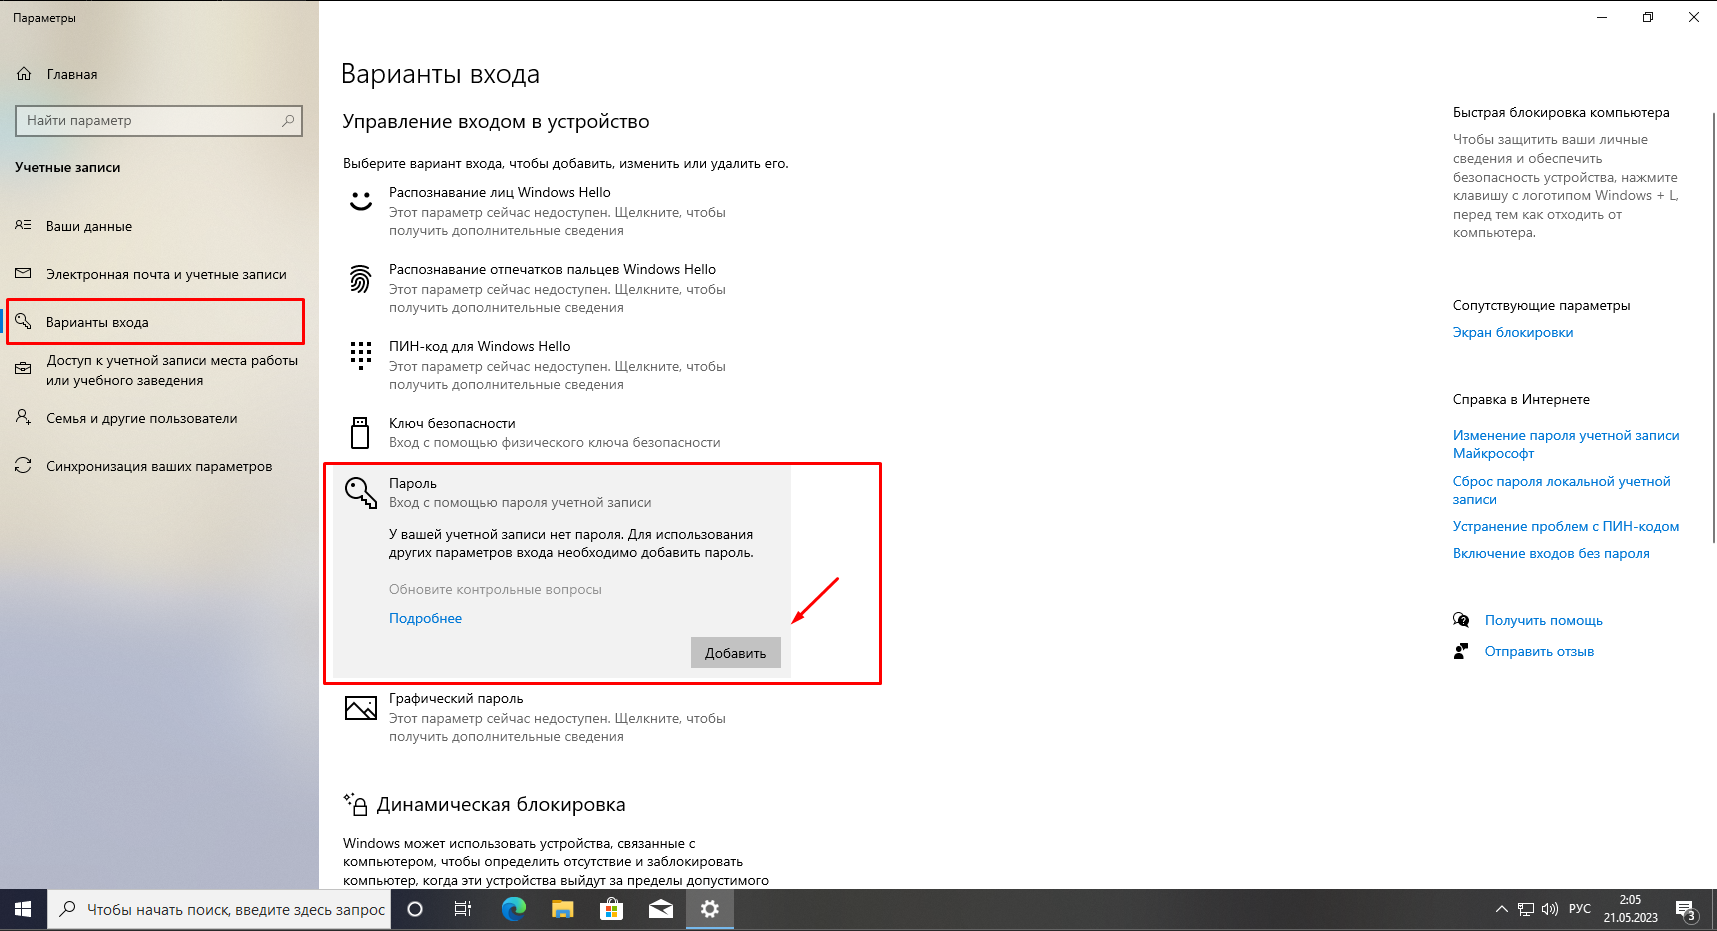 Параметры
Главная
Найти параметр
Учетные записи
Ваши данные
Электронная почта и учетные записи
Варианты входа
Доступ к учетной записи места работы
или учебного заведения
Семья и другие пользователи
Синхронизация ваших параметров
Варианты входа
Управление входом в устройство
Выберите вариант входа, чтобы добавить, изменить или удалить его.
Распознавание лиц Windows Hello
Этот параметр сейчас недоступен. Щелкните, чтобы
получить дополнительные сведения
Распознавание отпечатков пальцев Windows Hello
Этот параметр сейчас недоступен. Щелкните, чтобы
получить дополнительные сведения
ПИН-код для Windows Hello
Этот параметр сейчас недоступен. Щелкните, чтобы
получить дополнительные сведения
Ключ безопасности
Вход с помощью физического ключа безопасности
Пароль
Вход с помощью пароля учетной записи
У вашей учетной записи нет пароля. Для использования
других параметров входа необходимо добавить пароль.
Обновите контрольные вопросы
Подробнее
Добавить
Графический пароль
Этот параметр сейчас недоступен. Щелкните, чтобы
получить дополнительные сведения
Динамическая блокировка
Windows может использовать устройства, связанные с
компьютером, чтобы определить отсутствие и заблокировать
компьютер, когда эти устройства выйдут за пределы допустимого
Быстрая блокировка компьютера
Чтобы защитить ваши личные
сведения и обеспечить
безопасность устройства, нажмите
клавишу с логотипом Windows + L,
перед тем как отходить от
компьютера.
Сопутствующие параметры
Экран блокировки
Справка в Интернете
Изменение пароля учетной записи
Майкрософт
Сброс пароля локальной учетной
записи
Устранение проблем с ПИН-кодом
Включение входов без пароля
Получить помощь
Отправить отзыв
Чтобы начать поиск, введите здесь запрос
РУС
2:05
21.05.2023
3